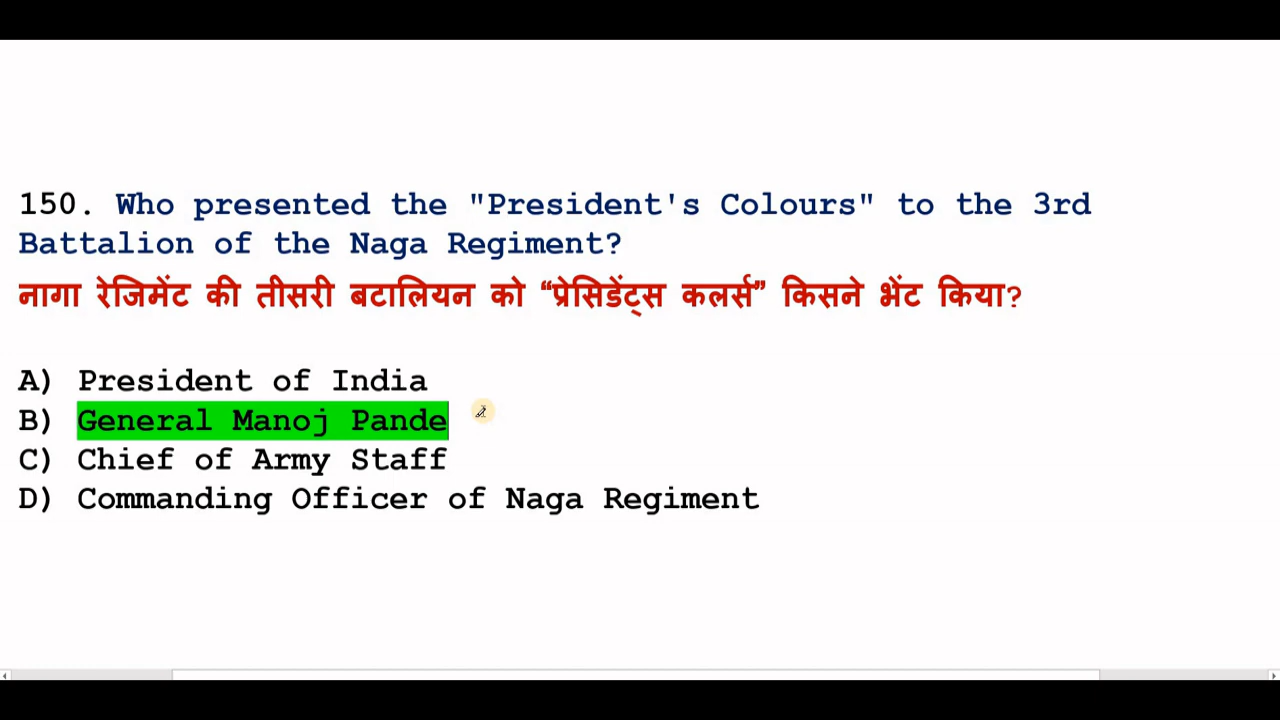 150. Who presented the "President's Colours" to the 3rd
Battalion of the Naga Regiment?
नागा रेजिमेंट की तीसरी बटालियन को “प्रेसिडेंट्स कलर्स” किसने भेंट किया?
A) President of India
B) General Manoj Pande
C) Chief of Army Staff
D) Commanding Officer of Naga Regiment